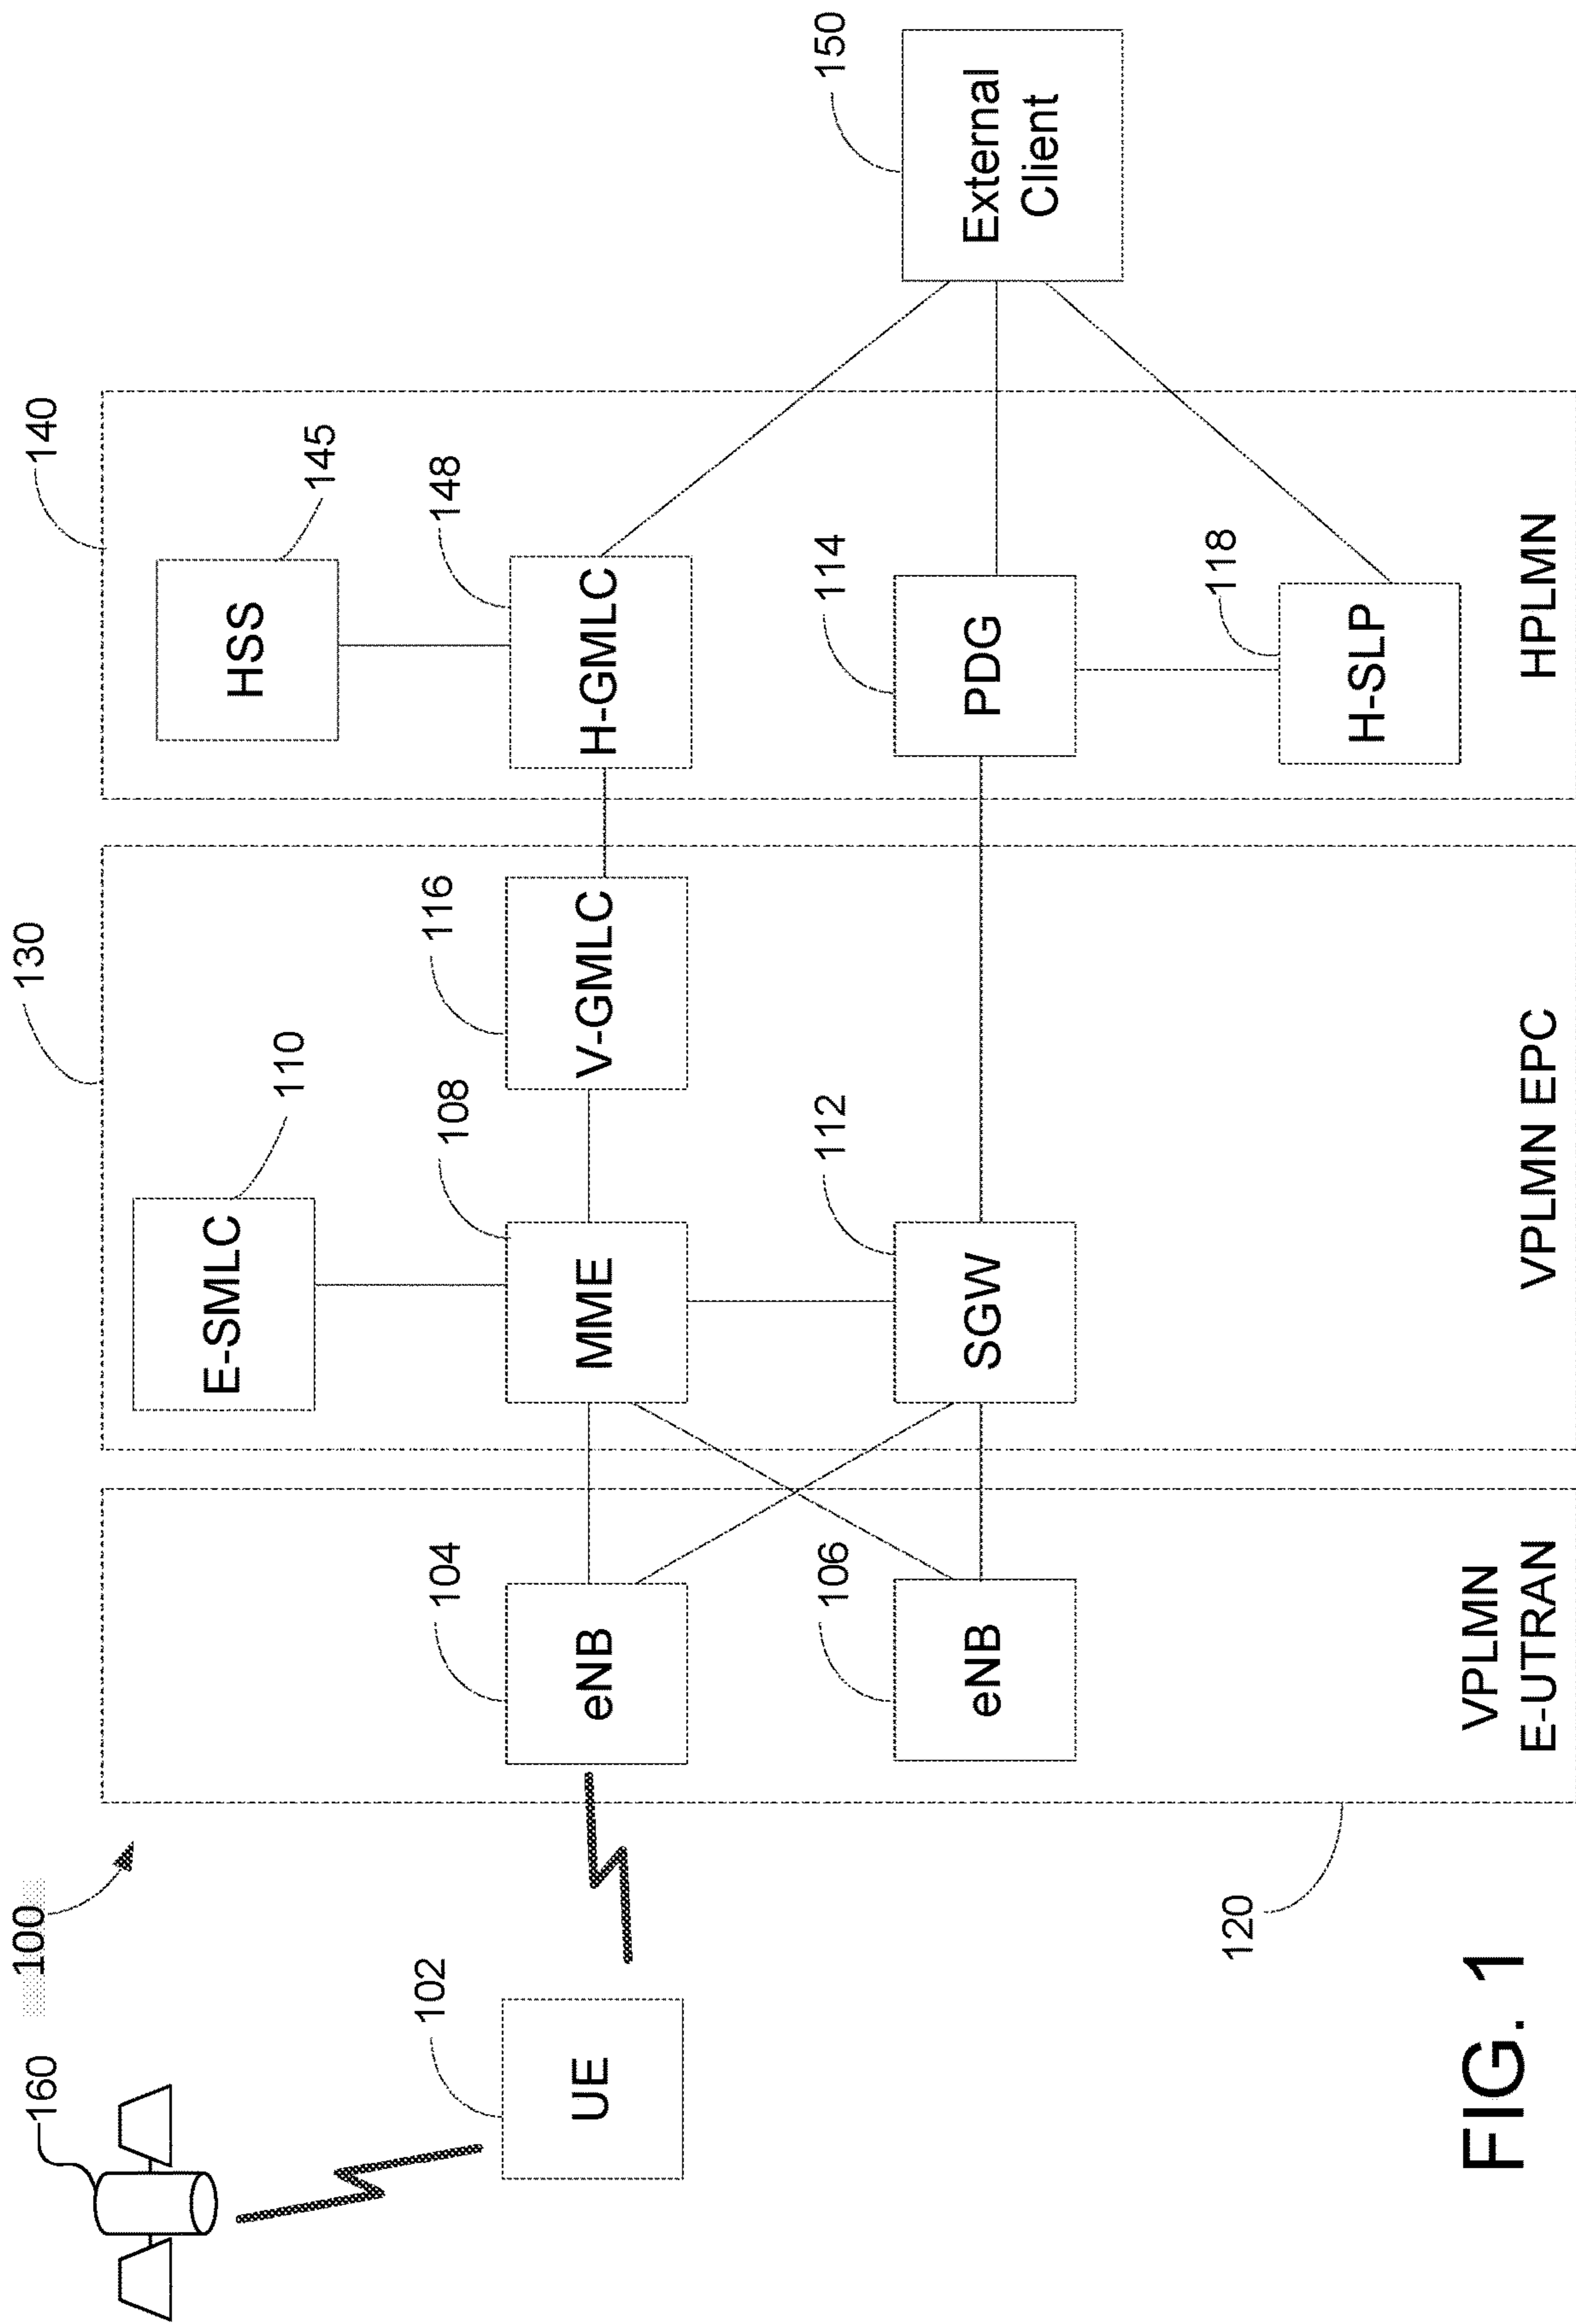 160
100
130
140
102
UE
104
eNB
106
eNB
E-SMLC
110
108
MME
116
V-GMLC
112
SGW
HSS
145
148
H-GMLC
114
PDG
118
H-SLP
150
External
Client
120
VPLMN
E-UTRAN
VPLMN EPC
HPLMN
FIG. 1